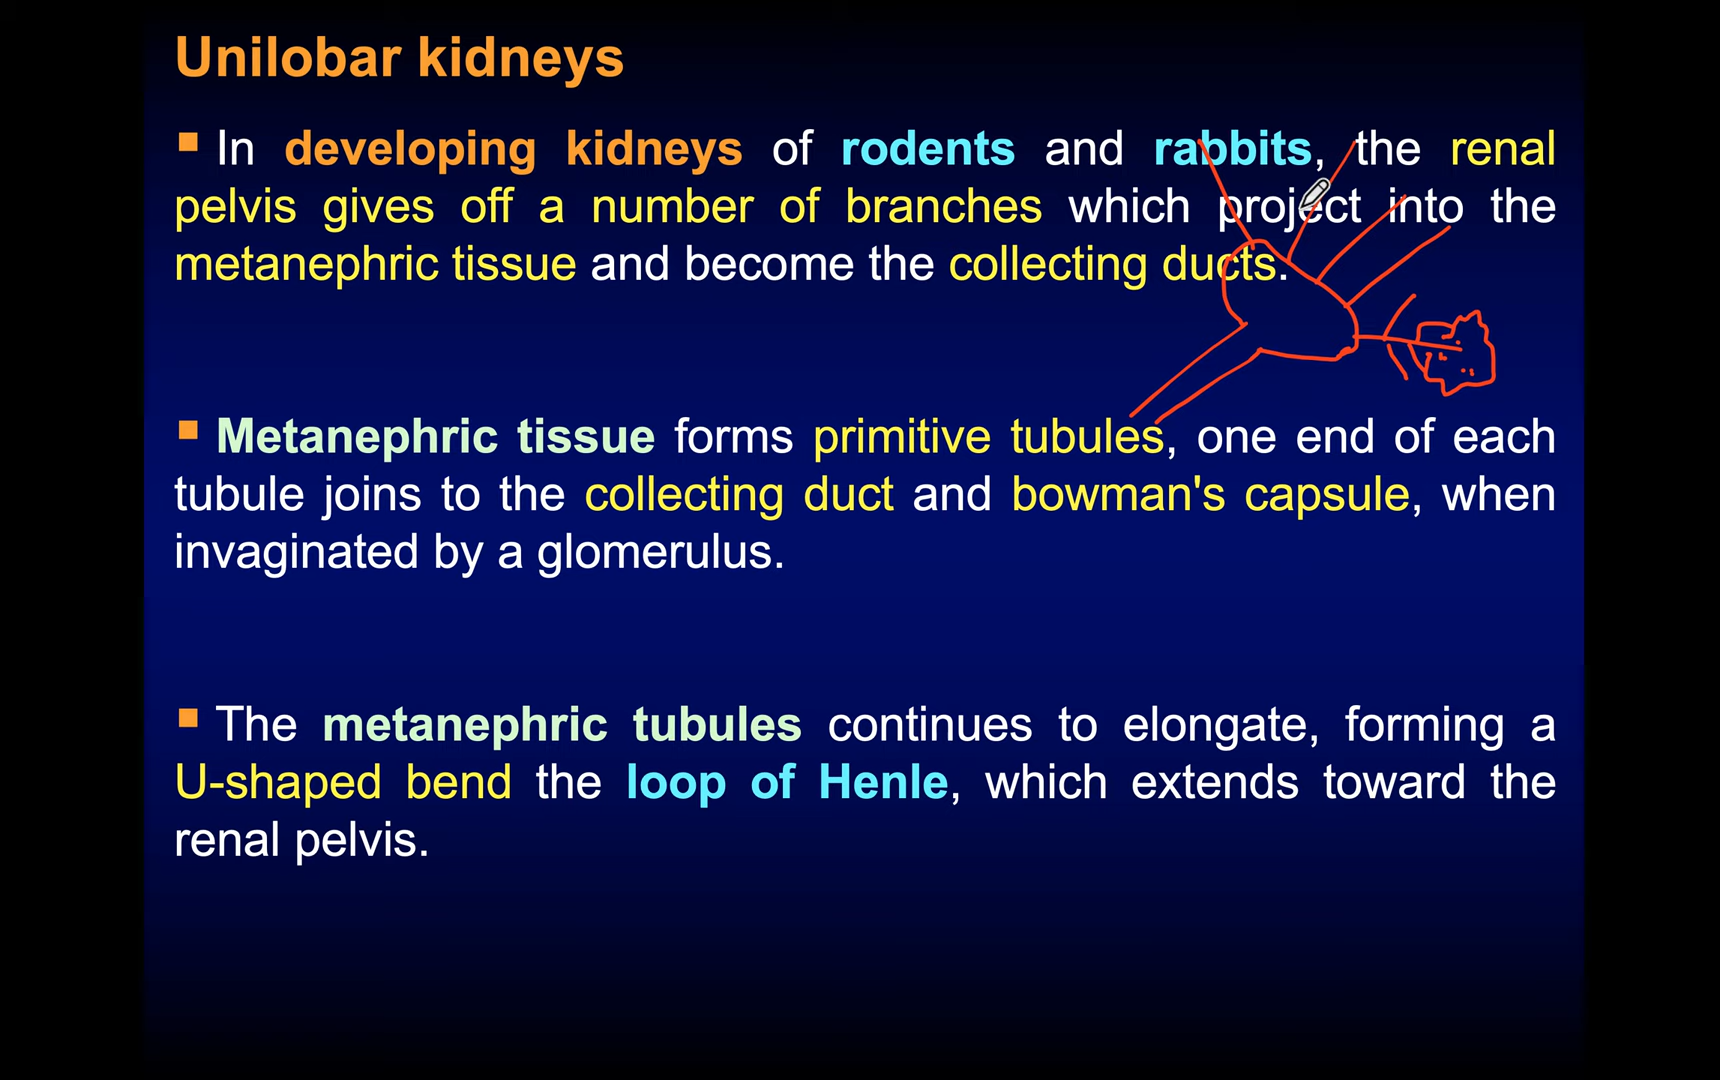 Unilobar kidneys
▪ In developing kidneys of rodents and rabbits, the renal
pelvis gives off a number of branches which project into the
metanephric tissue and become the collecting ducts.
▪ Metanephric tissue forms primitive tubules, one end of each
tubule joins to the collecting duct and bowman's capsule, when
invaginated by a glomerulus.
▪ The metanephric tubules continues to elongate, forming a
U-shaped bend the loop of Henle, which extends toward the
renal pelvis.